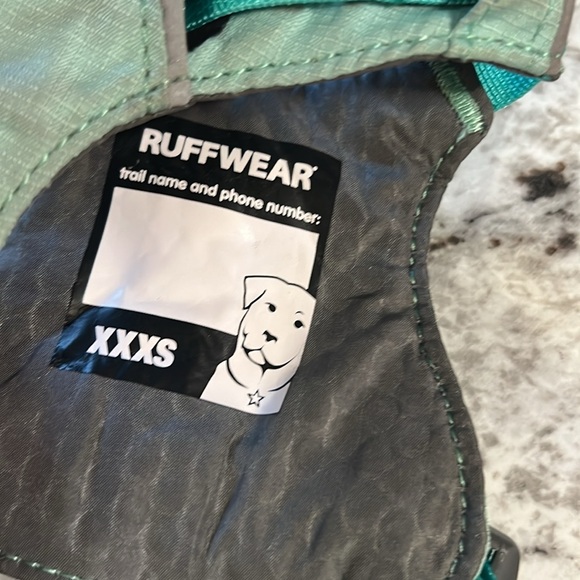 RUFFWEAR
trail name and phone number:
XXXS